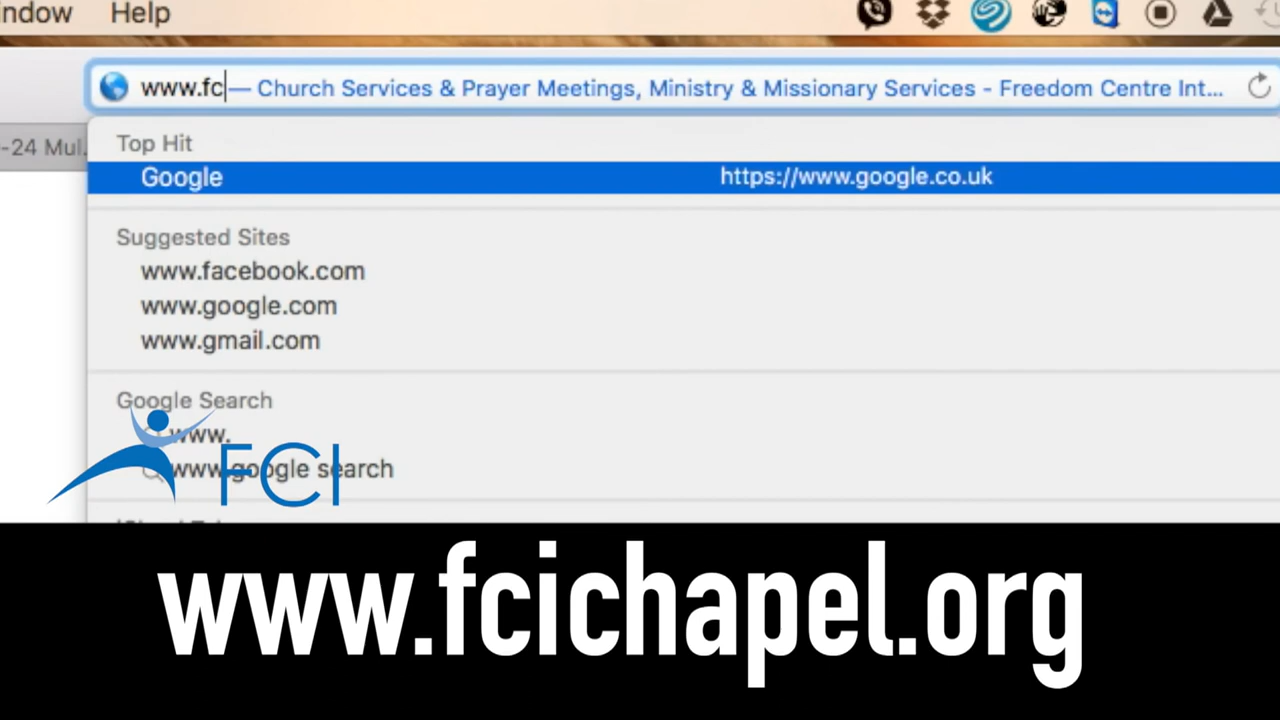 ndow Help
www.fc — Church Services & Prayer Meetings, Ministry & Missionary Services - Freedom Centre Int...
-24 Mul.
Top Hit
Google https://www.google.co.uk
Suggested Sites
www.facebook.com
www.google.com
www.gmail.com
Google Search
www.
www.google search
FCI
www.fcichapel.org